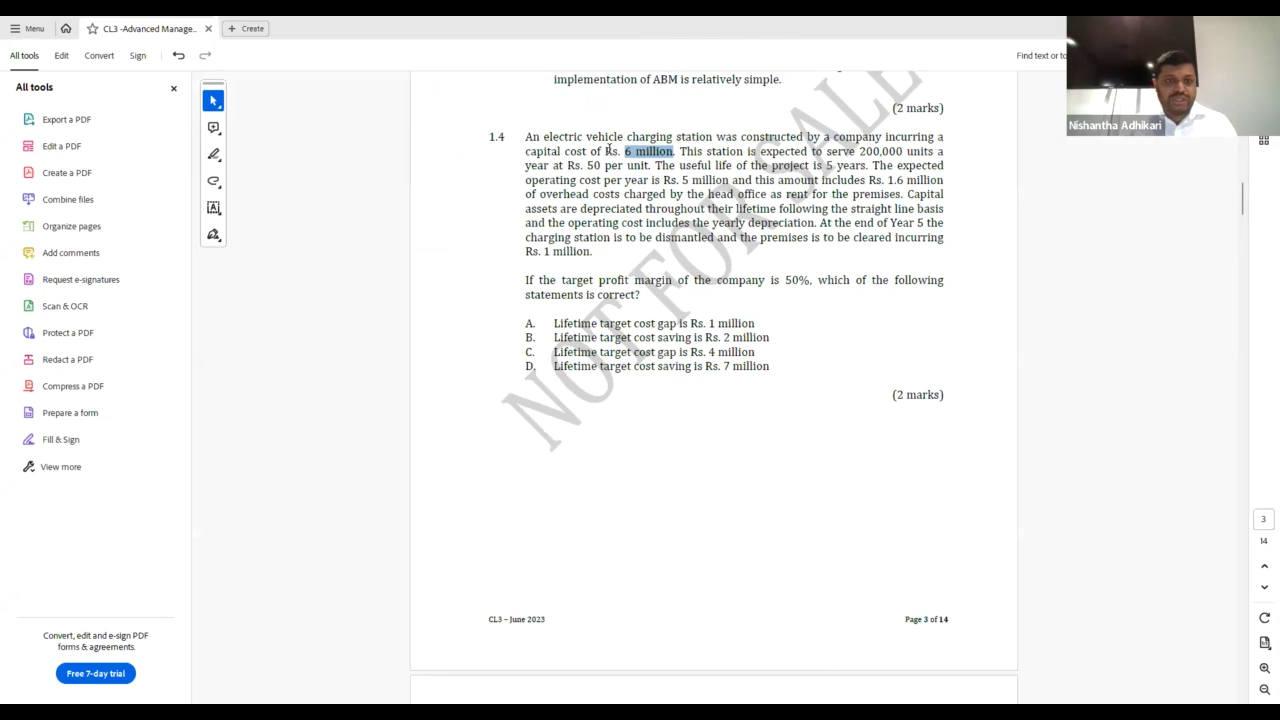 Menu
CL3 -Advanced Manage...
Create
All tools
Edit
Convert
Sign
Find text or to
Nishantha Adhikari
All tools
Export a PDF
Edit a PDF
Create a PDF
Combine files
Organize pages
Add comments
Request e-signatures
Scan & OCR
Protect a PDF
Redact a PDF
Compress a PDF
Prepare a form
Fill & Sign
View more
Convert, edit and e-sign PDF
forms & agreements.
Free 7-day trial
implementation of ABM is relatively simple.
(2 marks)
1.4 An electric vehicle charging station was constructed by a company incurring a
capital cost of Rs. 6 million. This station is expected to serve 200,000 units a
year at Rs. 50 per unit. The useful life of the project is 5 years. The expected
operating cost per year is Rs. 5 million and this amount includes Rs. 1.6 million
of overhead costs charged by the head office as rent for the premises. Capital
assets are depreciated throughout their lifetime following the straight line basis
and the operating cost includes the yearly depreciation. At the end of Year 5 the
charging station is to be dismantled and the premises is to be cleared incurring
Rs. 1 million.
If the target profit margin of the company is 50%, which of the following
statements is correct?
A. Lifetime target cost gap is Rs. 1 million
B. Lifetime target cost saving is Rs. 2 million
C. Lifetime target cost gap is Rs. 4 million
D. Lifetime target cost saving is Rs. 7 million
(2 marks)
NOT FOR SALE
CL3 – June 2023
Page 3 of 14
3
14